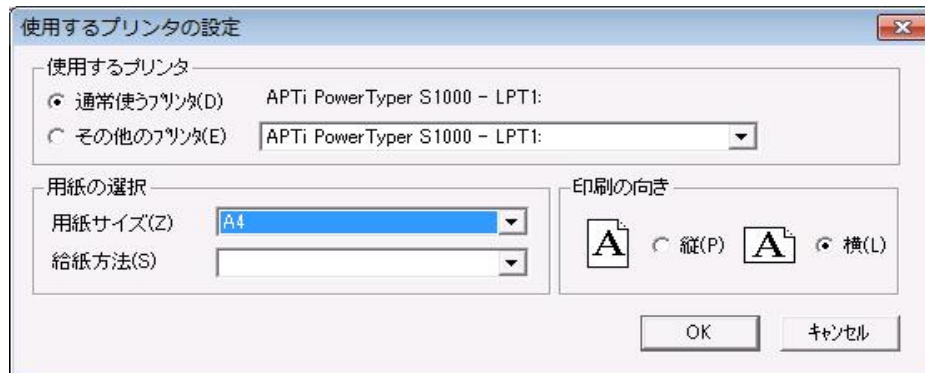 使用するプリンタの設定
使用するプリンタ
通常使うﾌﾟﾘﾝﾀ(D) APTi PowerTyper S1000 - LPT1:
その他のﾌﾟﾘﾝﾀ(E) APTi PowerTyper S1000 - LPT1:
用紙の選択
用紙サイズ(Z) A4
給紙方法(S)
印刷の向き
A 縦(P) A 横(L)
OK ｷｬﾝｾﾙ